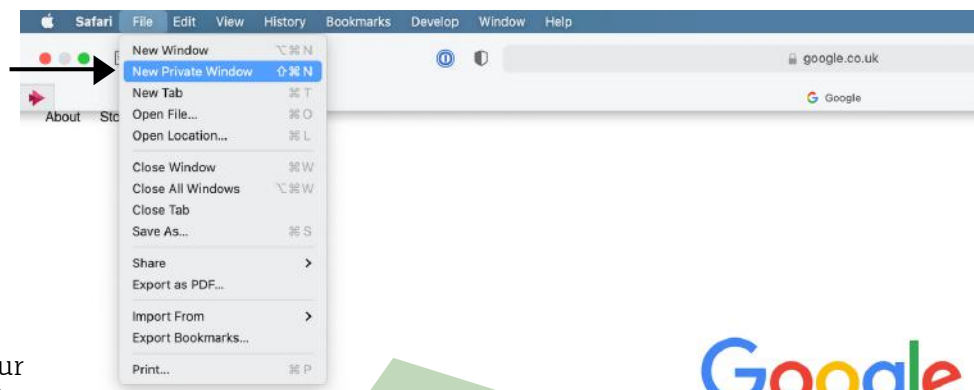 Safari File Edit View History Bookmarks Develop Window Help
google.co.uk
Google
About
New Window ⌥⌘N
New Private Window ⇧⌘N
New Tab ⌘T
Open File... ⌘O
Open Location... ⌘L
Close Window ⌘W
Close All Windows ⌥⌘W
Close Tab
Save As... ⌘S
Share >
Export as PDF...
Import From >
Export Bookmarks...
Print... ⌘P
ur
Google